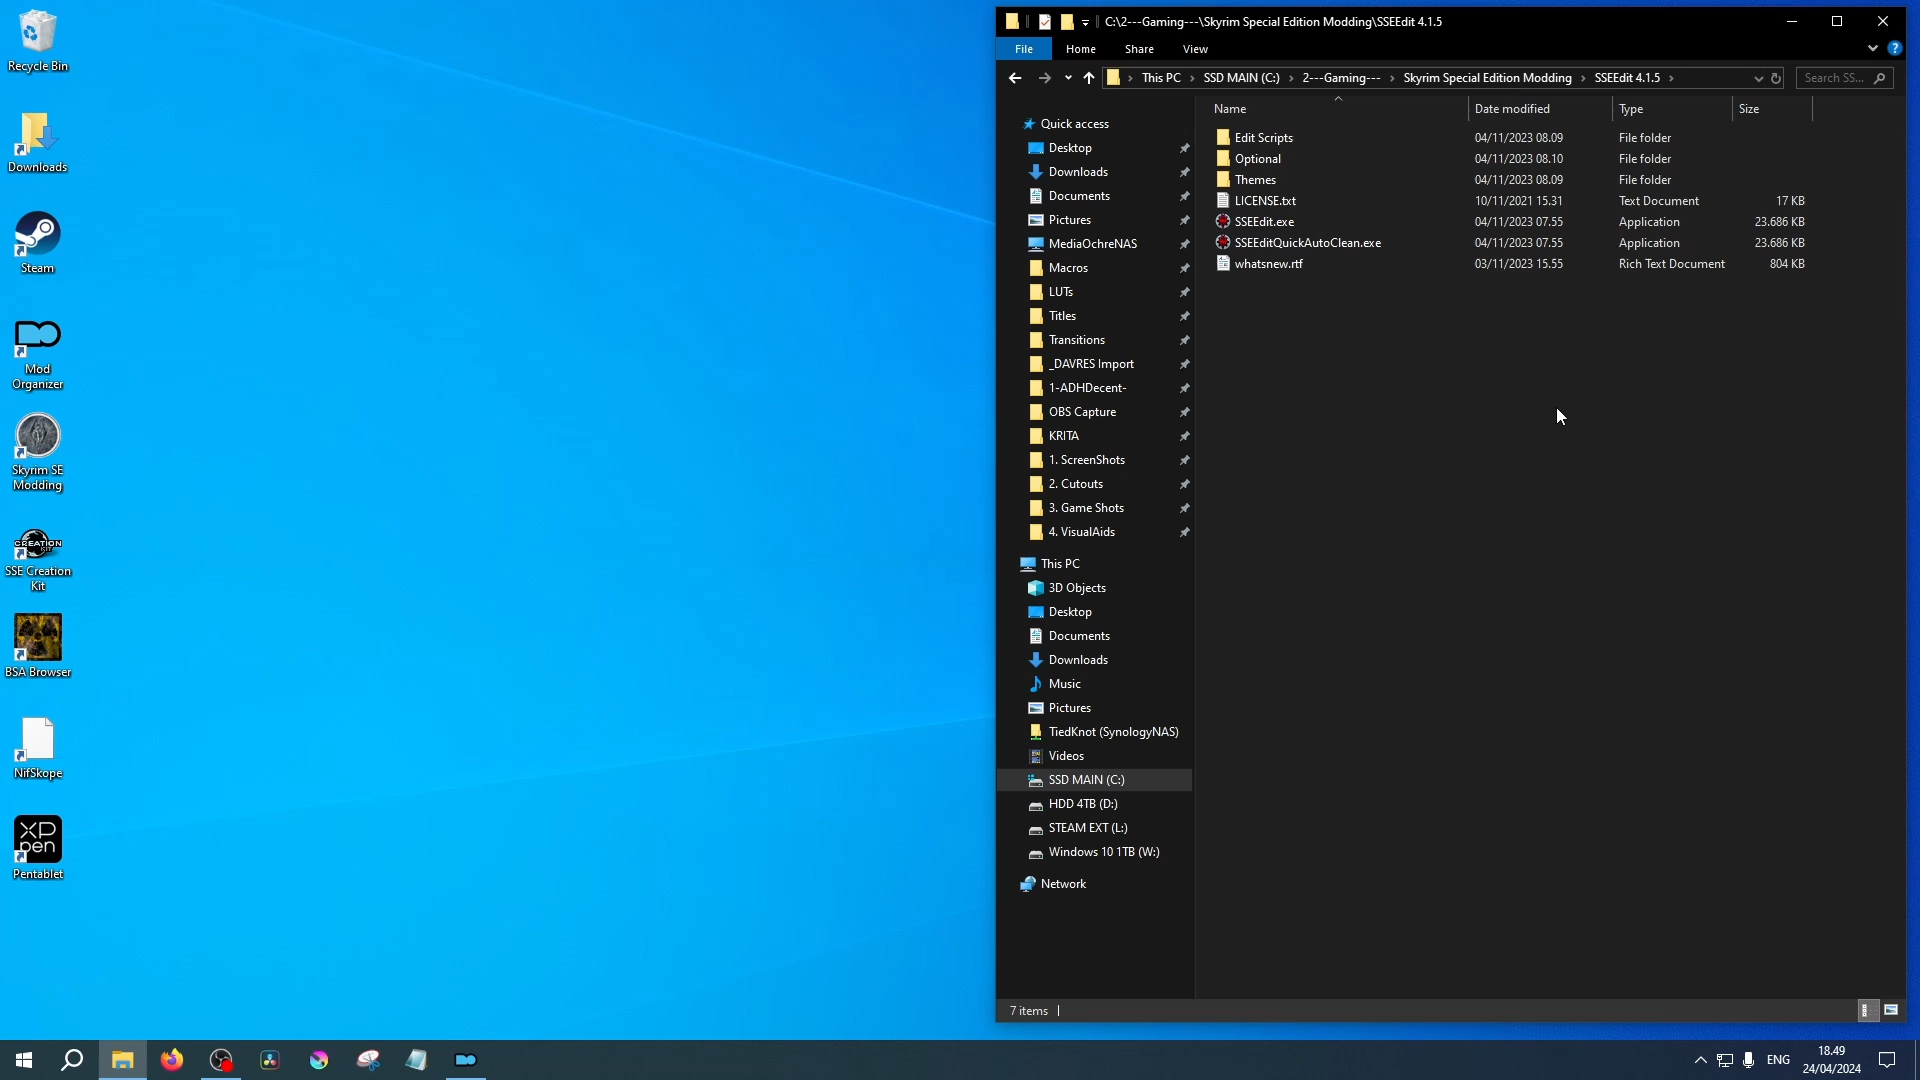 Recycle Bin
Downloads
Steam
Mod
Organizer
Skyrim SE
Modding
CREATION
KIT
SSE Creation
Kit
BSA Browser
NifSkope
XP
pen
Pentablet
C:\2---Gaming---\Skyrim Special Edition Modding\SSEEdit 4.1.5
File Home Share View
This PC SSD MAIN (C:) 2---Gaming--- Skyrim Special Edition Modding SSEEdit 4.1.5 Search SS...
Name Date modified Type Size
Edit Scripts 04/11/2023 08.09 File folder
Optional 04/11/2023 08.10 File folder
Themes 04/11/2023 08.09 File folder
LICENSE.txt 10/11/2021 15.31 Text Document 17 KB
SSEEdit.exe 04/11/2023 07.55 Application 23.686 KB
SSEEditQuickAutoClean.exe 04/11/2023 07.55 Application 23.686 KB
whatsnew.rtf 03/11/2023 15.55 Rich Text Document 804 KB
Quick access
Desktop
Downloads
Documents
Pictures
MediaOchreNAS
Macros
LUTs
Titles
Transitions
_DAVRES Import
1-ADHDecent-
OBS Capture
KRITA
1. ScreenShots
2. Cutouts
3. Game Shots
4. VisualAids
This PC
3D Objects
Desktop
Documents
Downloads
Music
Pictures
TiedKnot (SynologyNAS)
Videos
SSD MAIN (C:)
HDD 4TB (D:)
STEAM EXT (L:)
Windows 10 1TB (W:)
Network
7 items
ENG
18.49
24/04/2024